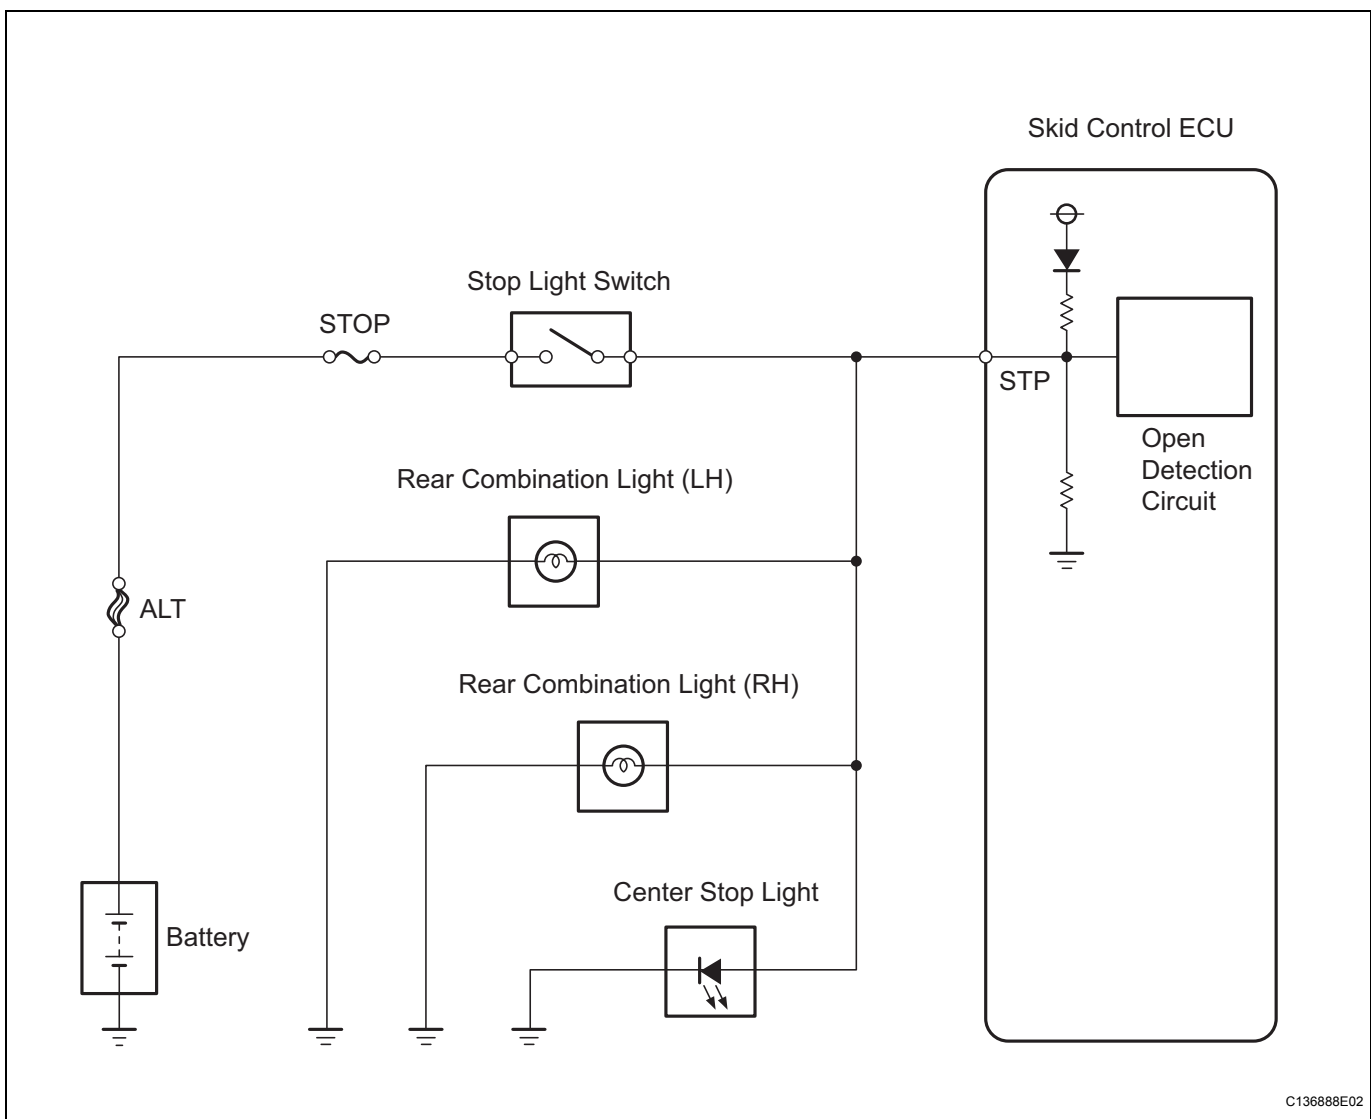 Skid Control ECU
Stop Light Switch
STOP
STP
Open
Detection
Circuit
Rear Combination Light (LH)
ALT
Rear Combination Light (RH)
Center Stop Light
Battery
C136888E02